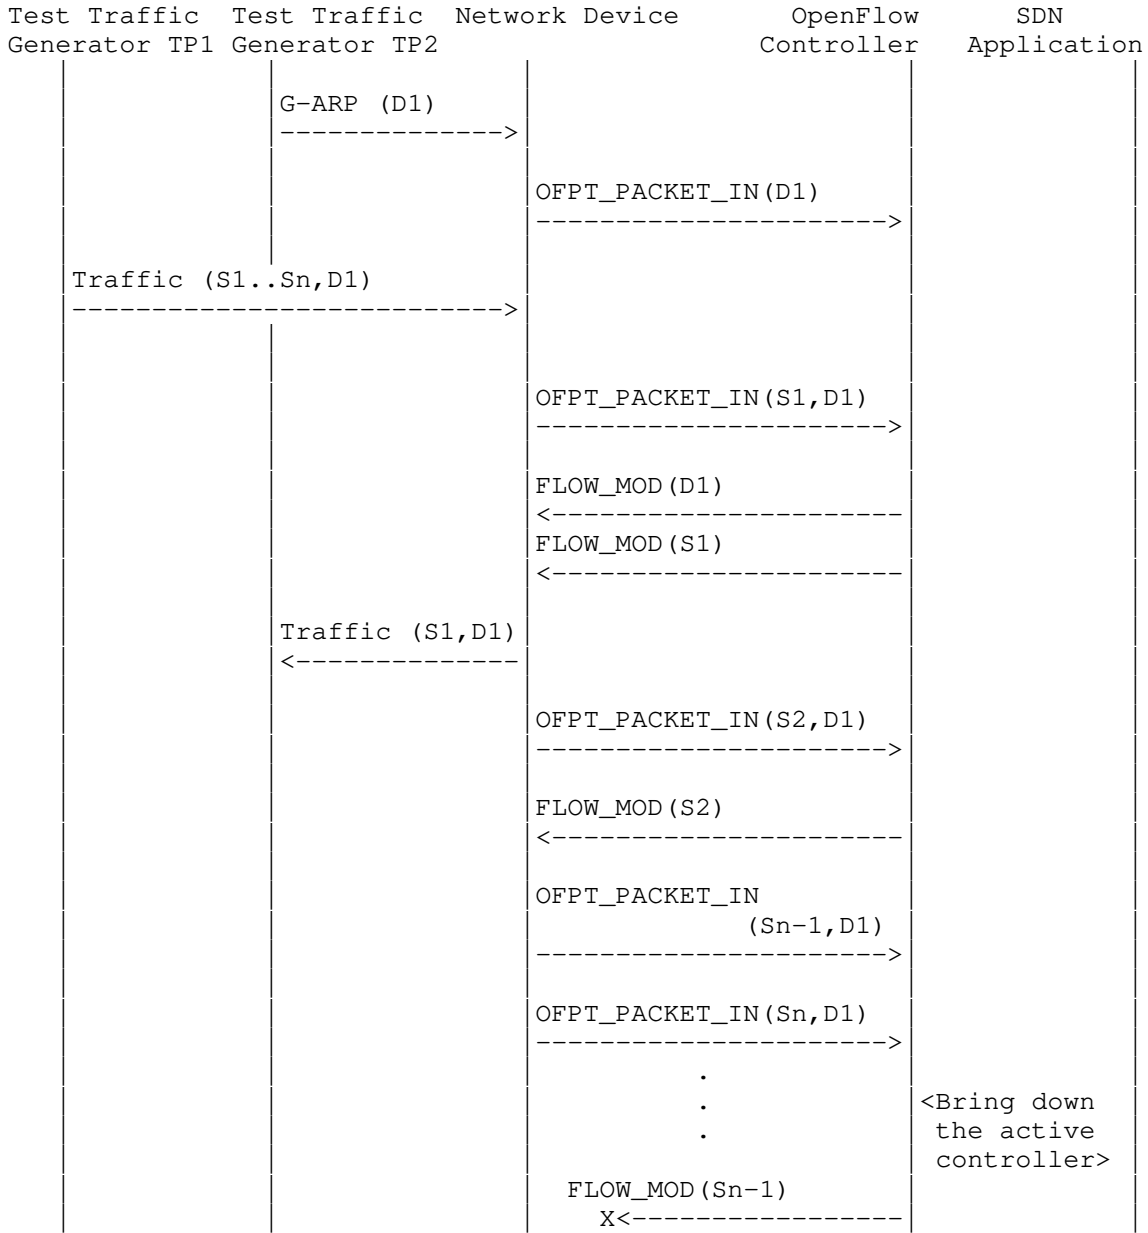 Test Traffic Test Traffic Network Device OpenFlow SDN
Generator TP1 Generator TP2 Controller Application
G-ARP (D1)
OFPT_PACKET_IN(D1)
Traffic (S1..Sn,D1)
OFPT_PACKET_IN(S1,D1)
FLOW_MOD(D1)
FLOW_MOD(S1)
Traffic (S1,D1)
OFPT_PACKET_IN(S2,D1)
FLOW_MOD(S2)
OFPT_PACKET_IN
(Sn-1,D1)
OFPT_PACKET_IN(Sn,D1)
.
. <Bring down
. the active
controller>
FLOW_MOD(Sn-1)
X<-----------------